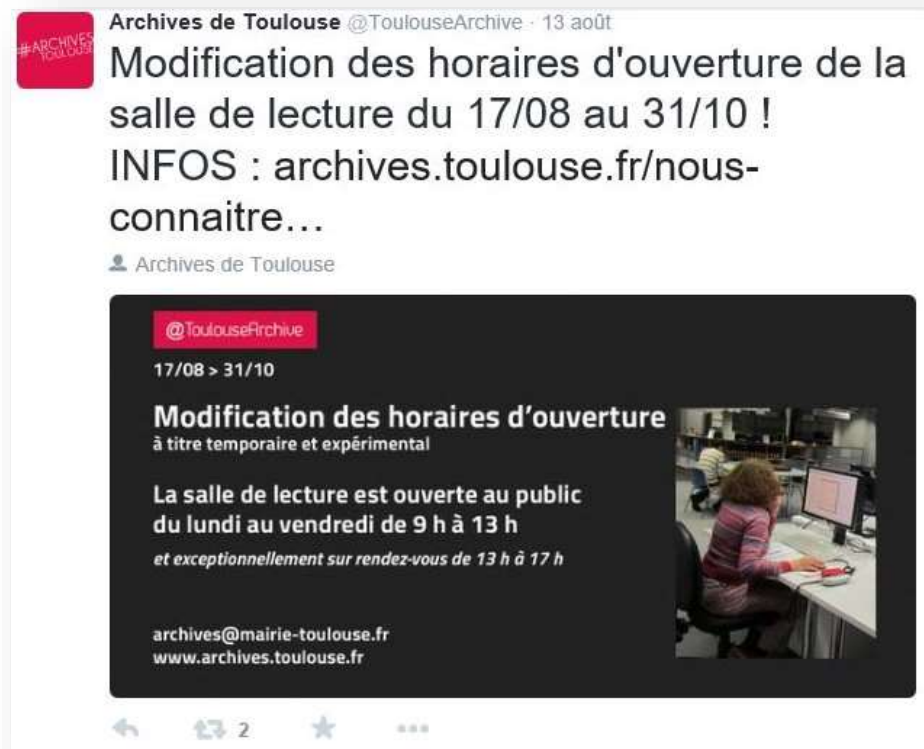 #ARCHIVES
TOULOUSE
Archives de Toulouse @ToulouseArchive · 13 août
Modification des horaires d'ouverture de la
salle de lecture du 17/08 au 31/10 !
INFOS : archives.toulouse.fr/nous-
connaitre…
Archives de Toulouse
@ToulouseArchive
17/08 > 31/10
Modification des horaires d'ouverture
à titre temporaire et expérimental
La salle de lecture est ouverte au public
du lundi au vendredi de 9 h à 13 h
et exceptionnellement sur rendez-vous de 13 h à 17 h
archives@mairie-toulouse.fr
www.archives.toulouse.fr
2